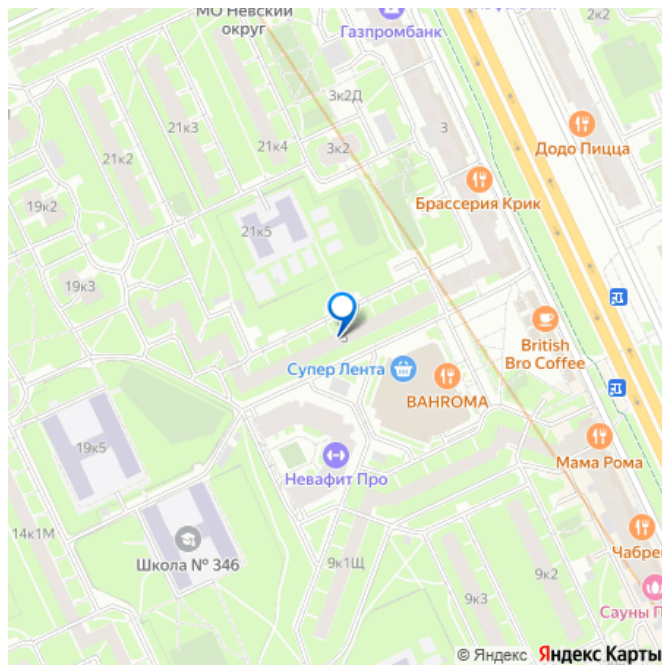 МО Невский
округ
Газпромбанк
2к2
3к2Д
21к3
21к4
3к2
3
21к2
Додо Пицца
19к2
Брассерия Крик
21к5
19к3
British
Bro Coffee
Супер Лента
BAHROMA
19к5
Мама Рома
Невафит Про
14к1М
Школа № 346
9к1Щ
9к2
9к3
Сауны П
© Яндекс Яндекс Карты